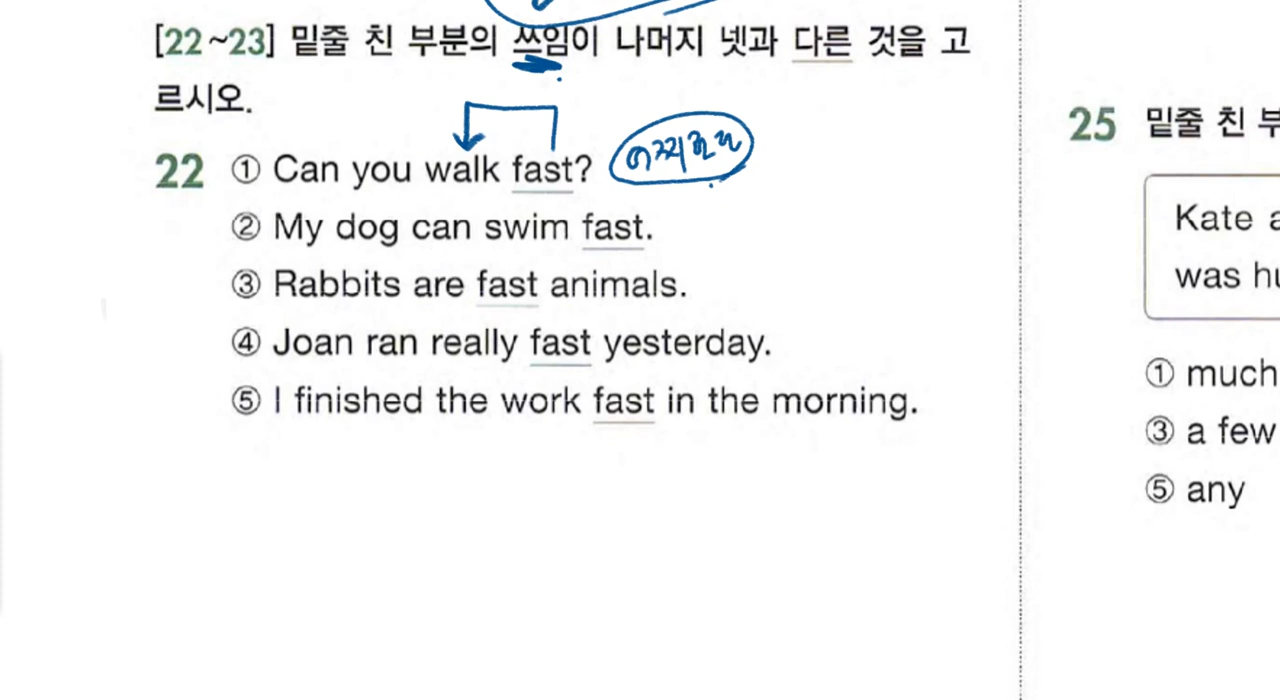 [22~23] 밑줄 친 부분의 쓰임이 나머지 넷과 다른 것을 고
르시오.
22 ① Can you walk fast?
② My dog can swim fast.
③ Rabbits are fast animals.
④ Joan ran really fast yesterday.
⑤ I finished the work fast in the morning.
25 밑줄 친 부
Kate a
was hu
① much
③ a few
⑤ any